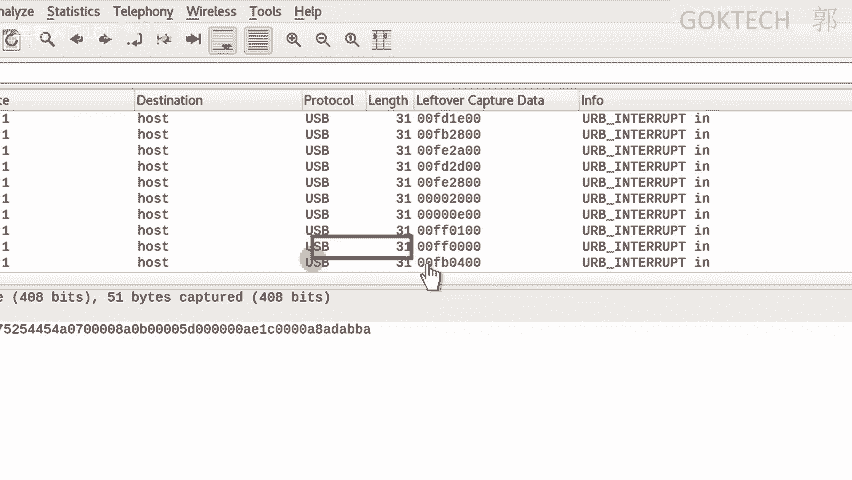 nalyze Statistics Telephony Wireless Tools Help
GOKTECH 郭
te Destination Protocol Length Leftover Capture Data Info
1 host USB 31 00fd1e00 URB_INTERRUPT in
1 host USB 31 00fb2800 URB_INTERRUPT in
1 host USB 31 00fe2a00 URB_INTERRUPT in
1 host USB 31 00fd2d00 URB_INTERRUPT in
1 host USB 31 00fe2800 URB_INTERRUPT in
1 host USB 31 00002000 URB_INTERRUPT in
1 host USB 31 00000e00 URB_INTERRUPT in
1 host USB 31 00ff0100 URB_INTERRUPT in
1 host USB 31 00ff0000 URB_INTERRUPT in
1 host USB 31 00fb0400 URB_INTERRUPT in
e (408 bits), 51 bytes captured (408 bits)
75254454a0700008a0b00005d000000ae1c0000a8adabba